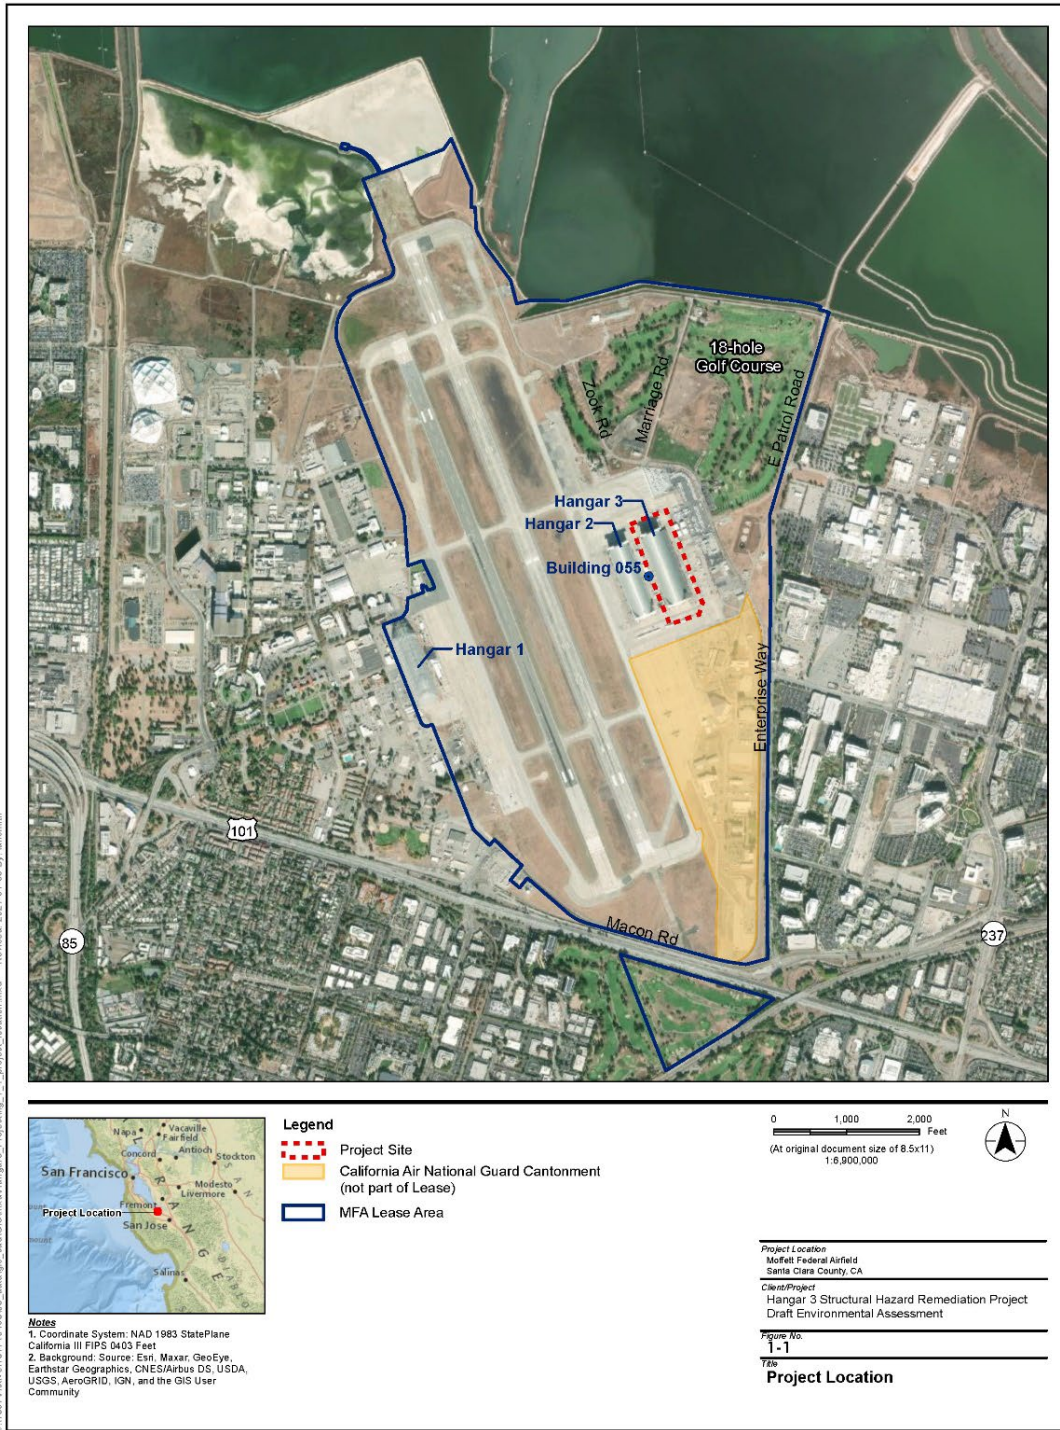 18-hole
Golf Course
Zook Rd
Marriage Rd
E Patrol Road
Hangar 3
Hangar 2
Building 055
Hangar 1
Enterprise Way
101
85
Macon Rd
237
Napa
Vacaville
Fairfield
Concord
Antioch
Stockton
San Francisco
Modesto
Livermore
Fremont
Project Location
San Jose
Salinas
Notes
1. Coordinate System: NAD 1983 StatePlane
California III FIPS 0403 Feet
2. Background: Source: Esri, Maxar, GeoEye,
Earthstar Geographics, CNES/Airbus DS, USDA,
USGS, AeroGRID, IGN, and the GIS User
Community
Legend
Project Site
California Air National Guard Cantonment
(not part of Lease)
MFA Lease Area
0 1,000 2,000
Feet
(At original document size of 8.5x11)
1:6,900,000
N
Project Location
Moffett Federal Airfield
Santa Clara County, CA
Client/Project
Hangar 3 Structural Hazard Remediation Project
Draft Environmental Assessment
Figure No.
1-1
Title
Project Location